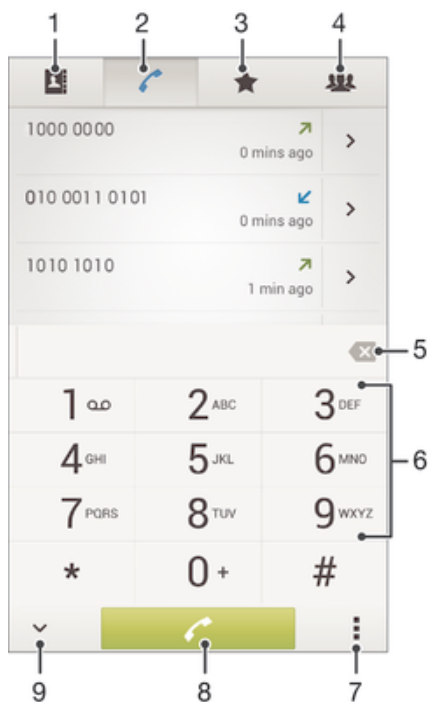 1 2 3 4
1000 0000
0 mins ago
010 0011 0101
0 mins ago
1010 1010
1 min ago
5
1 2 ABC 3 DEF
4 GHI 5 JKL 6 MNO
6
7 PQRS 8 TUV 9 WXYZ
* 0 + #
9 8 7